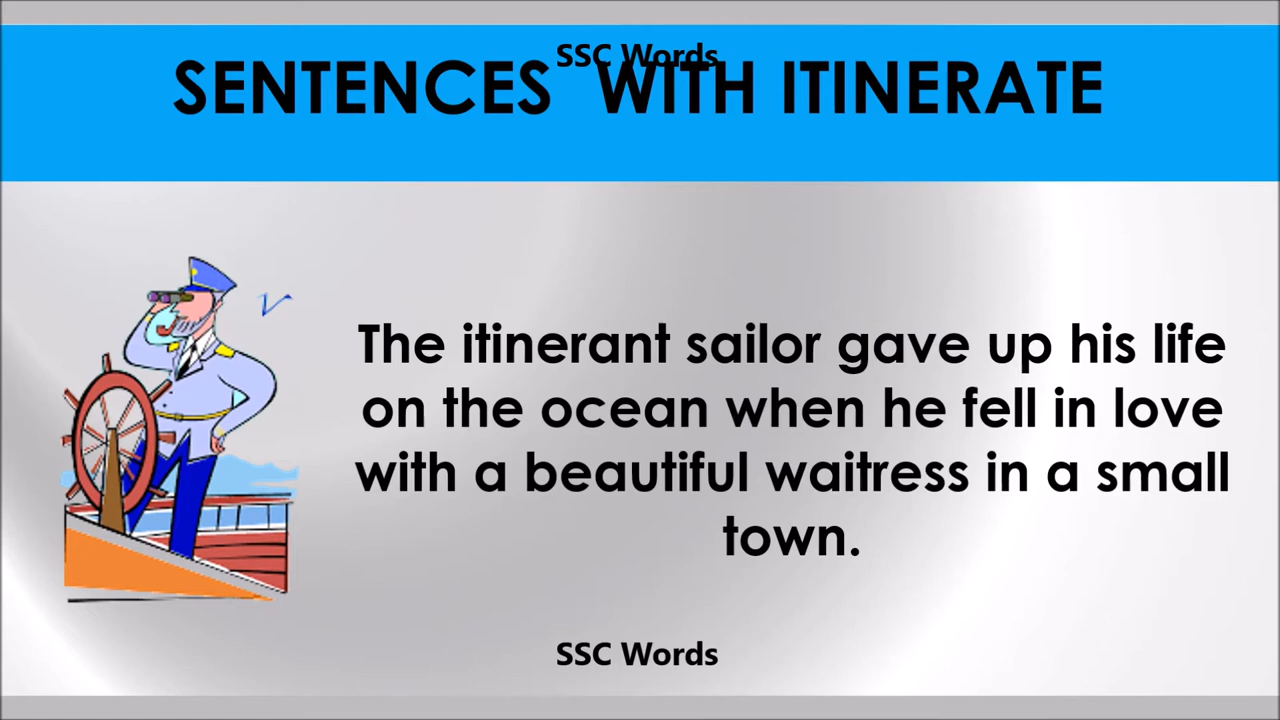 SSC Words
SENTENCES WITH ITINERATE
The itinerant sailor gave up his life
on the ocean when he fell in love
with a beautiful waitress in a small
town.
SSC Words